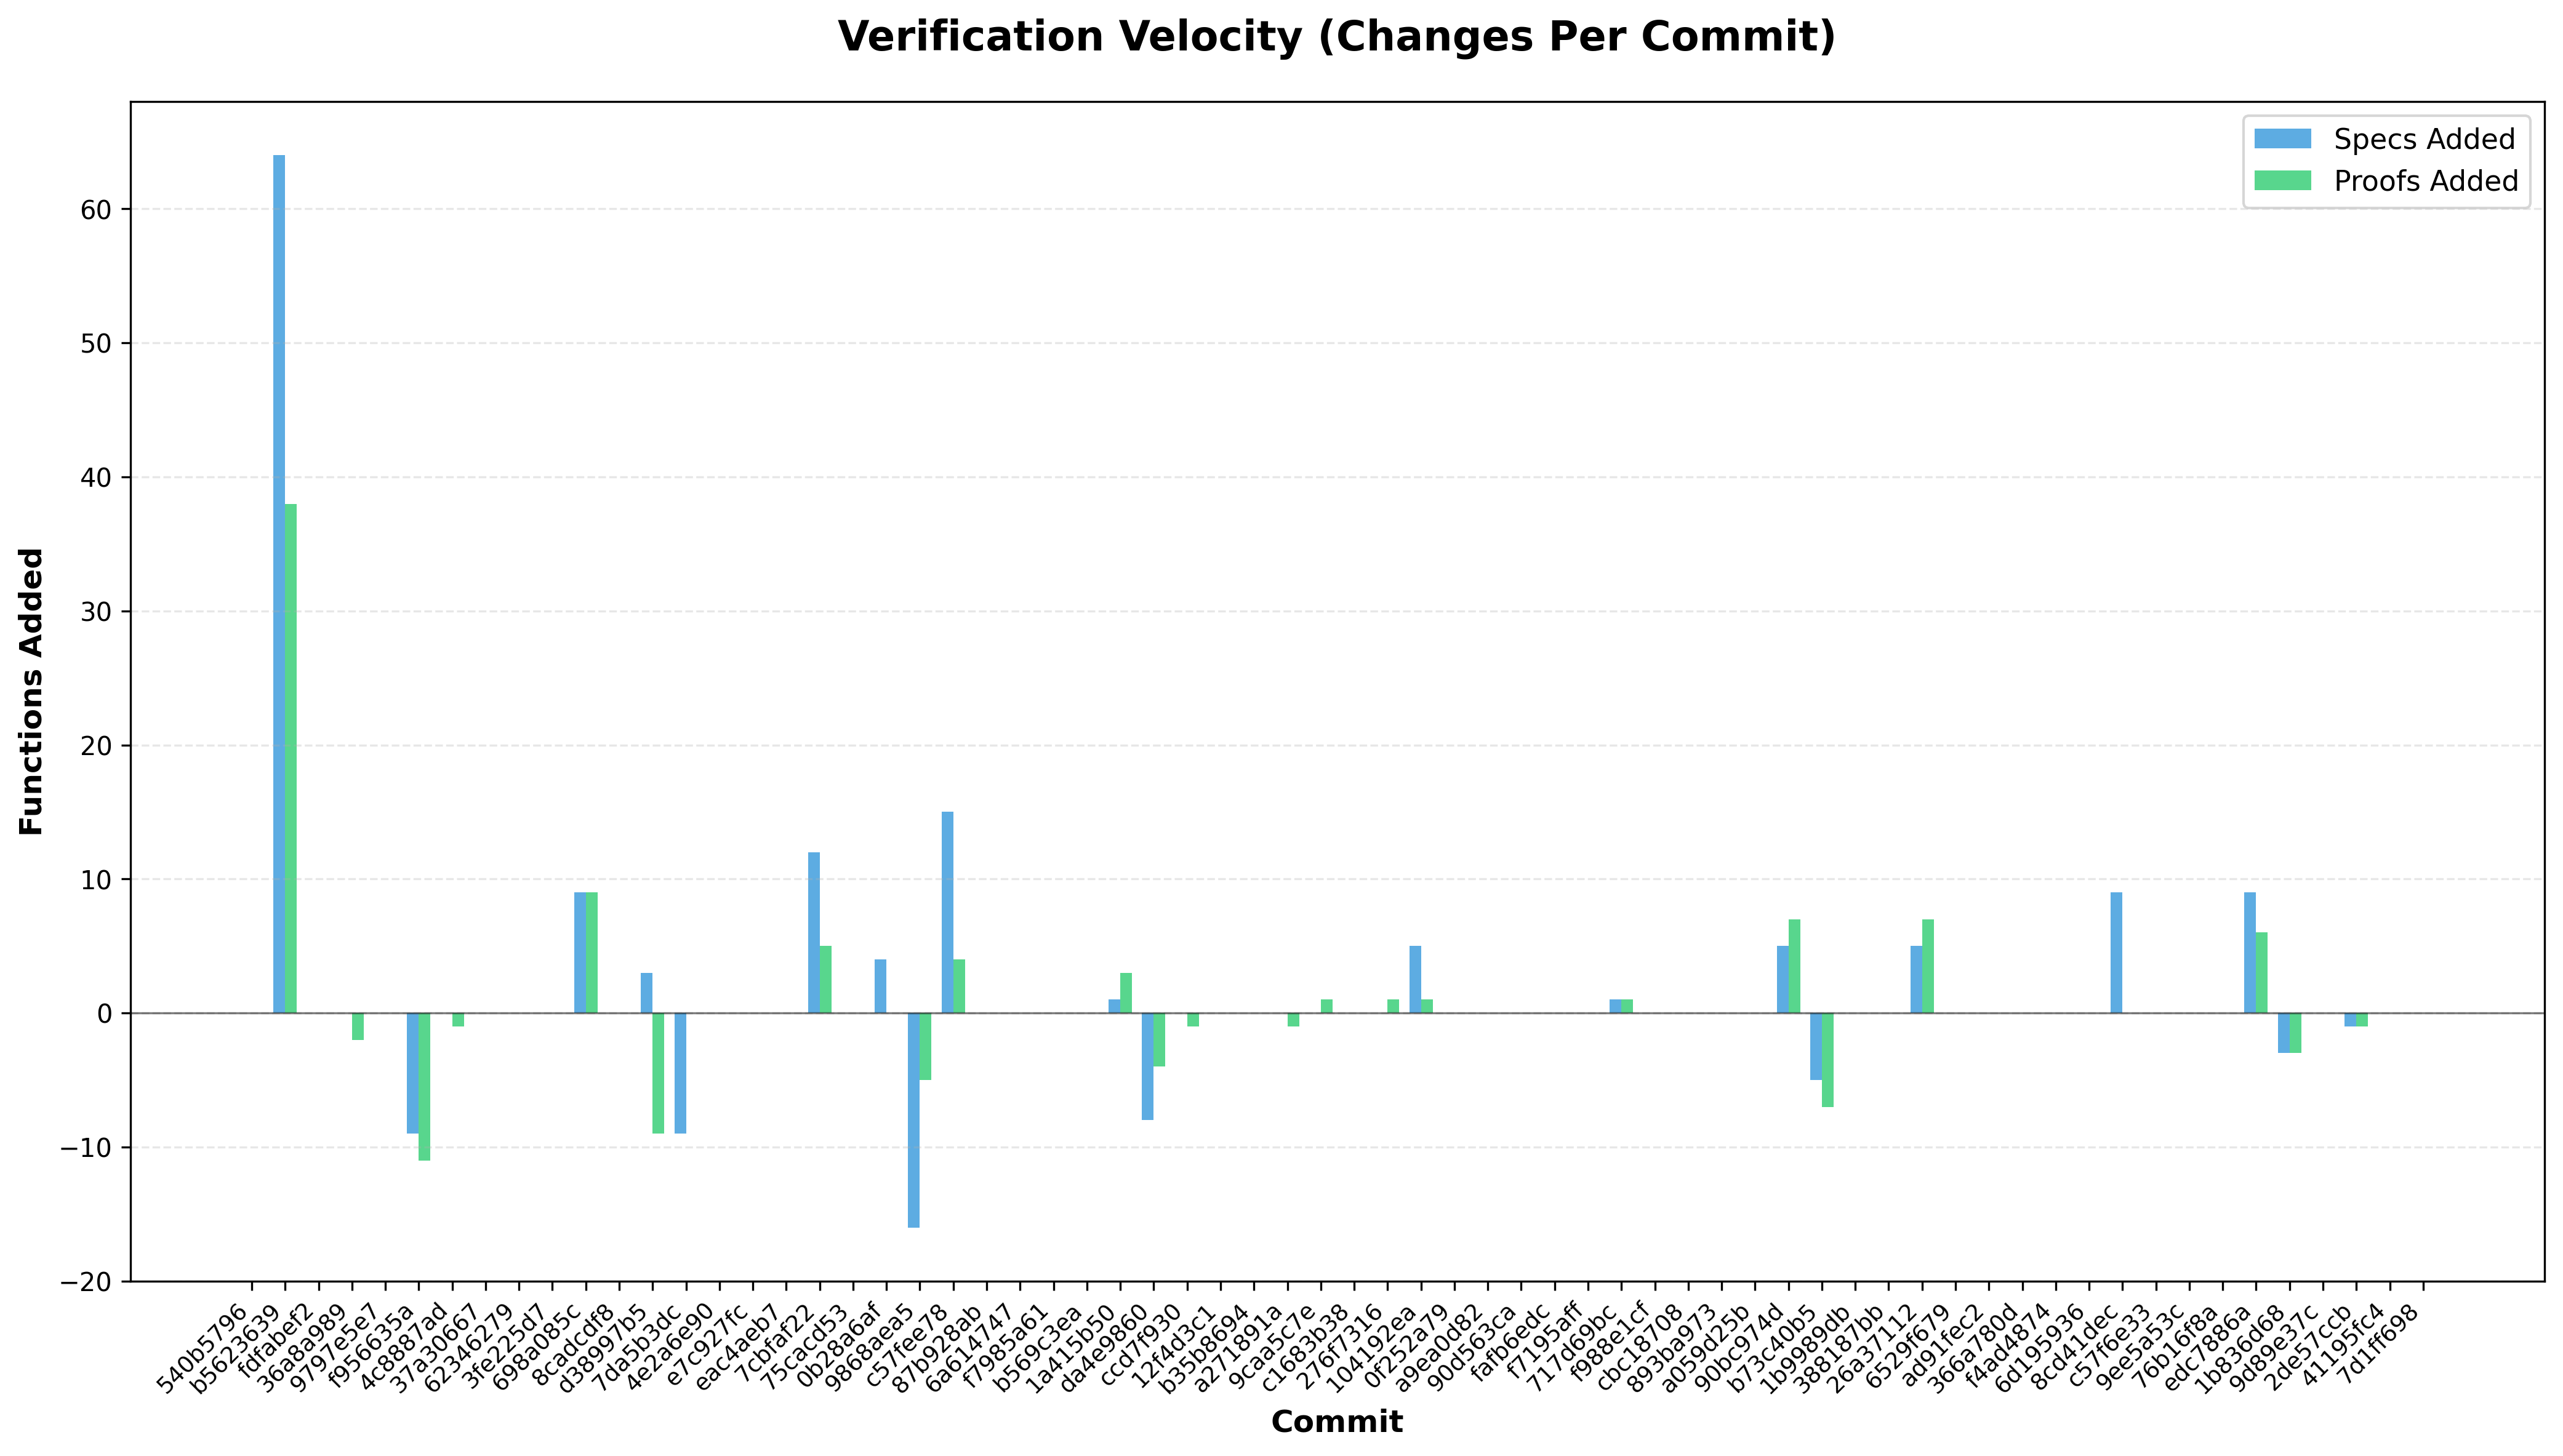 Verification Velocity (Changes Per Commit)
Specs Added
Proofs Added
Functions Added
60
50
40
30
20
10
0
−10
−20
540b5796
b5623639
fdfabef2
36a8a989
9797e5e7
f956635a
4c8887ad
37a30667
62346279
3fe225d7
698a085c
8cadcdf8
d38997b5
7da5b3dc
4e2a6e90
e7c927fc
eac4aeb7
7cbfaf22
75cacd53
0b28a6af
9868aea5
c57fee78
87b928ab
6a614747
f7985a61
b569c3ea
1a415b50
da4e9860
ccd7f930
12f4d3c1
b35b8694
a271891a
9caa5c7e
c1683b38
276f7316
104192ea
0f252a79
a9ea0d82
90d563ca
fafb6edc
f7195aff
717d69bc
f988e1cf
cbc18708
893ba973
a059d25b
90bc974d
b73c40b5
1b9989db
388187bb
26a37112
6529f679
ad91fec2
366a780d
f4ad4874
6d195936
8cd41dec
c57f6e33
9ee5a53c
76b16f8a
edc7886a
1b836d68
9d89e37c
2de57ccb
41195fc4
7d1ff698
Commit